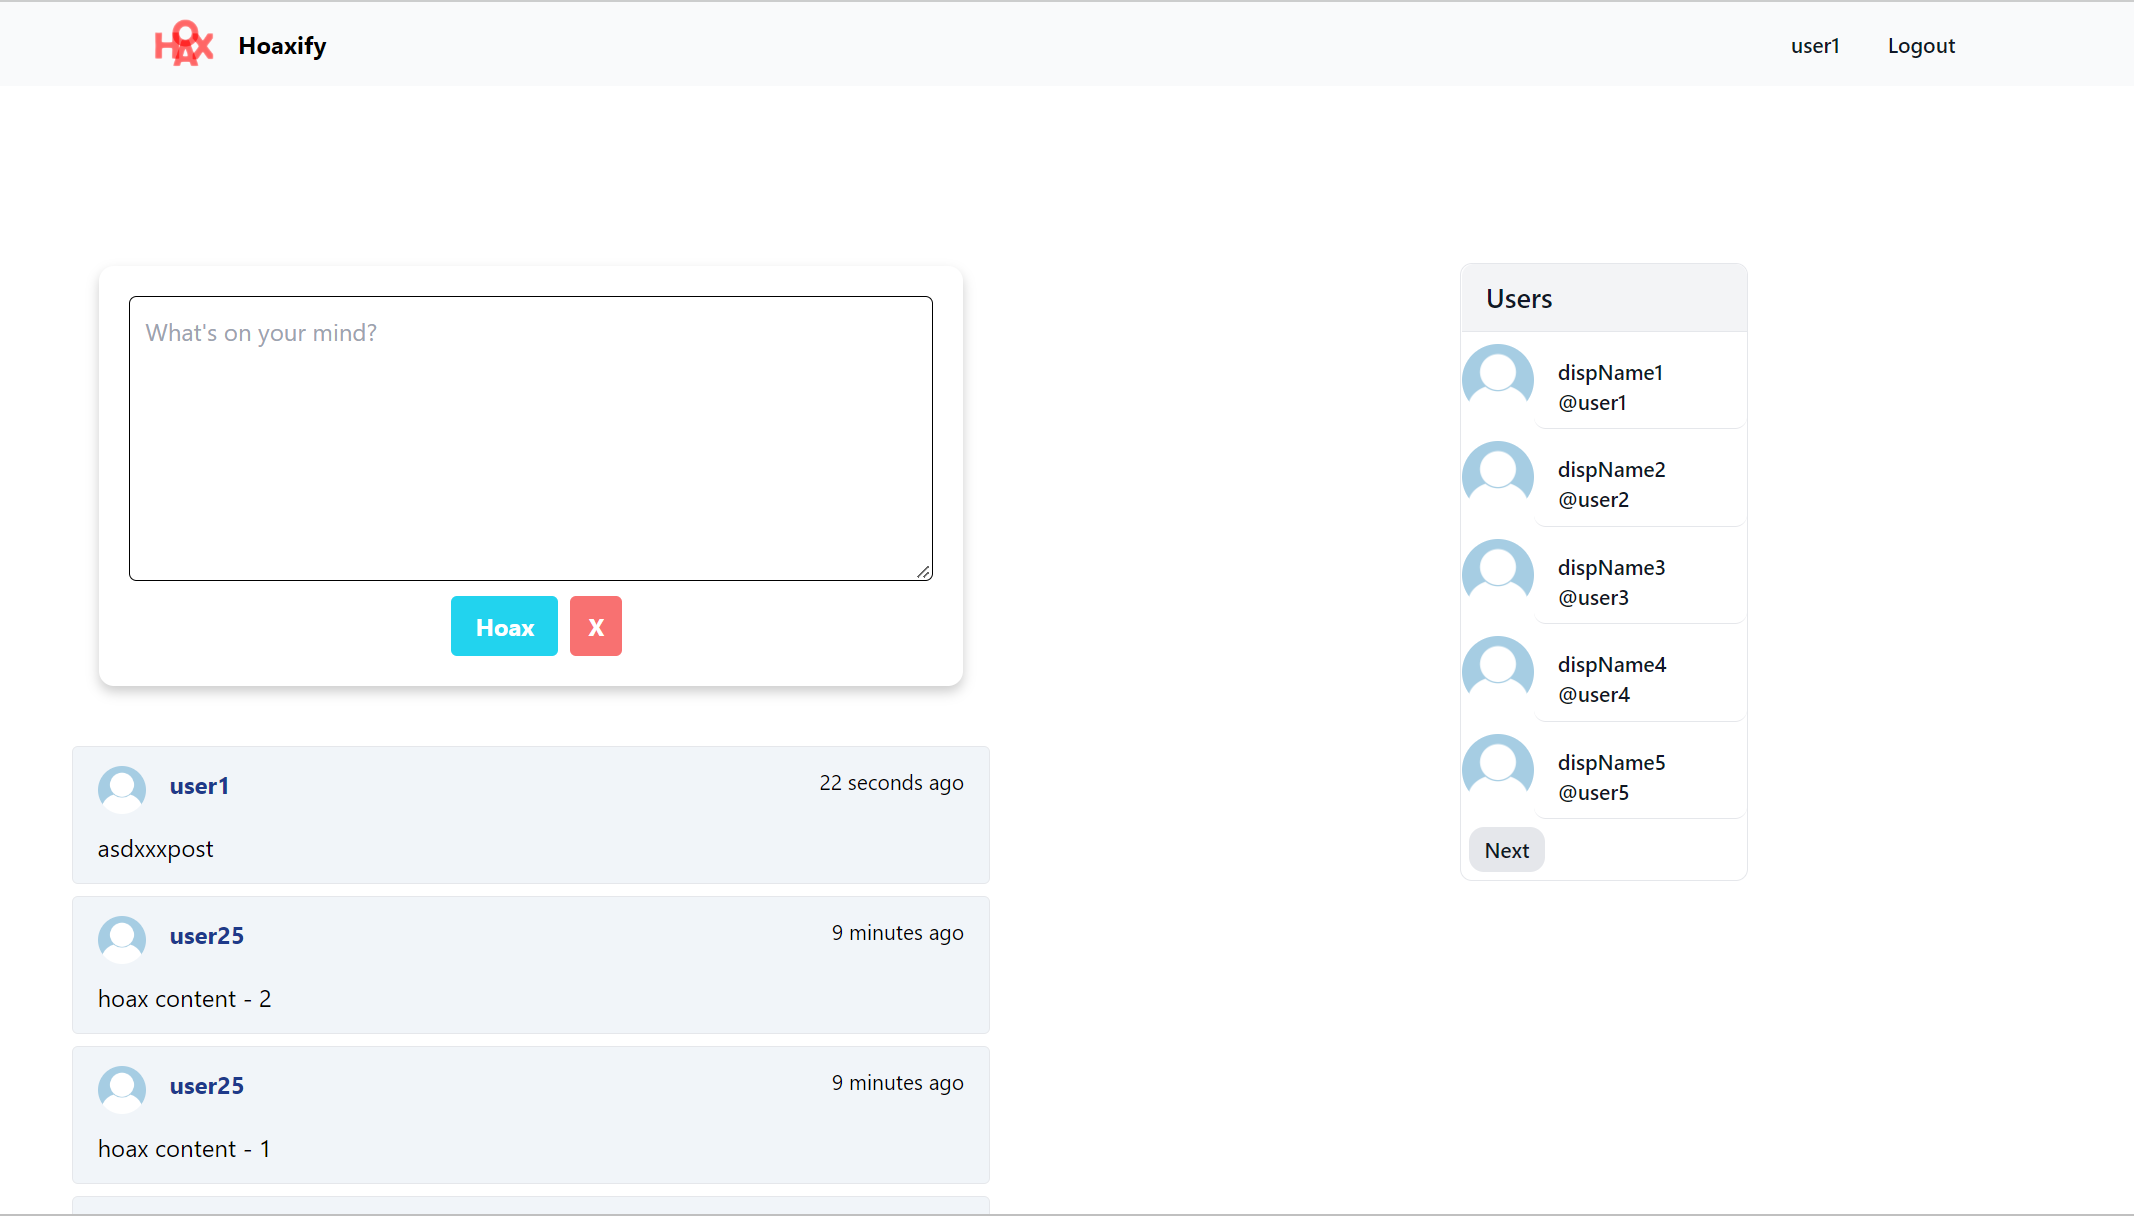 HOAX
Hoaxify
user1
Logout
What's on your mind?
Hoax
X
user1
22 seconds ago
asdxxxpost
user25
9 minutes ago
hoax content - 2
user25
9 minutes ago
hoax content - 1
Users
dispName1
@user1
dispName2
@user2
dispName3
@user3
dispName4
@user4
dispName5
@user5
Next